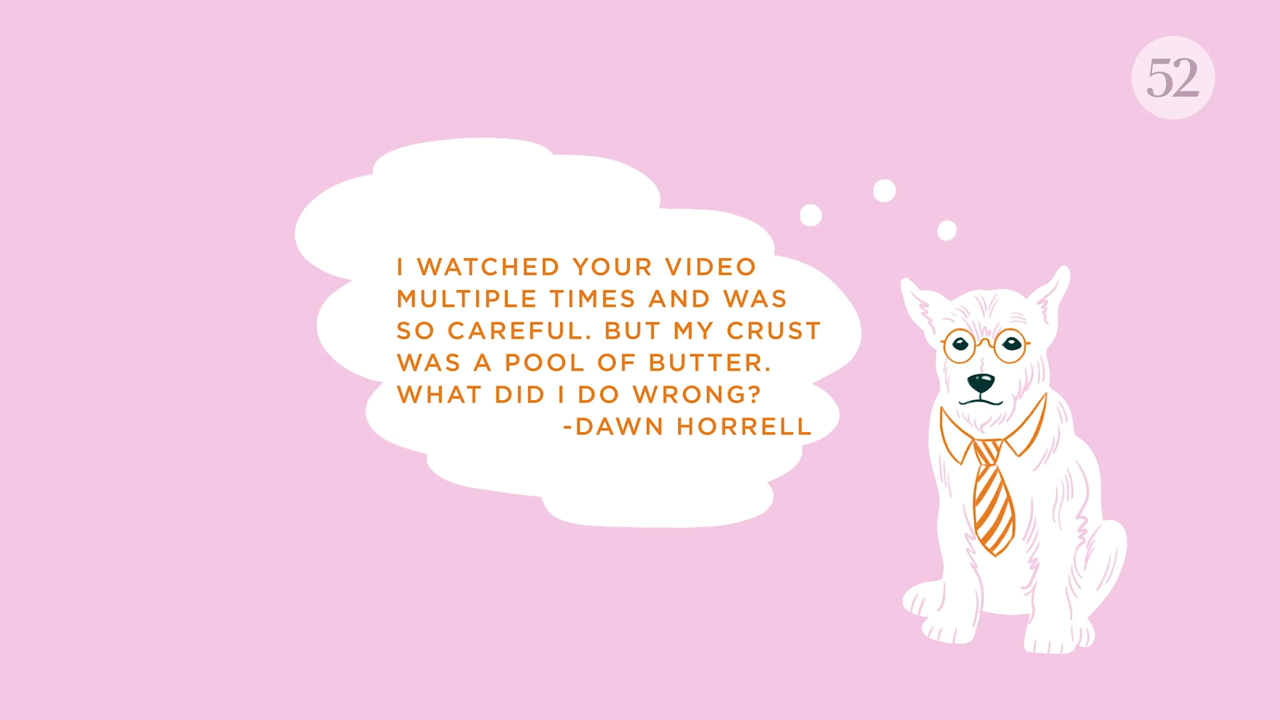 52
I WATCHED YOUR VIDEO
MULTIPLE TIMES AND WAS
SO CAREFUL. BUT MY CRUST
WAS A POOL OF BUTTER.
WHAT DID I DO WRONG?
-DAWN HORRELL